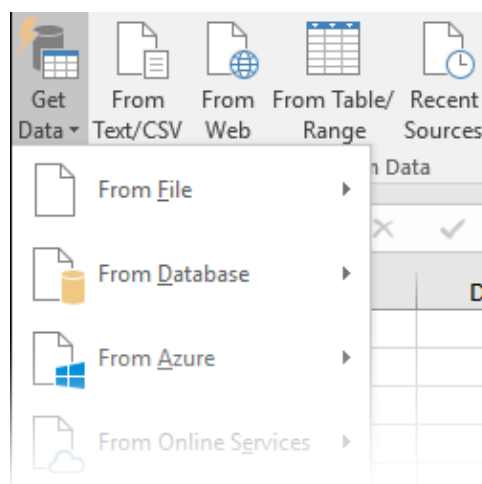 Get From From From Table/ Recent
Data Text/CSV Web Range Sources
Data
From File
From Database
D
From Azure
From Online Services